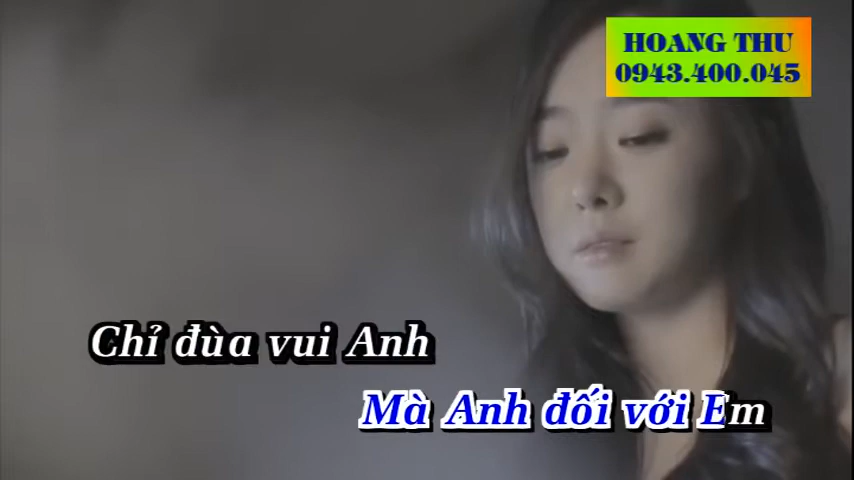 HOANG THU
0943.400.045
Chỉ đùa vui Anh
Mà Anh đối với Em